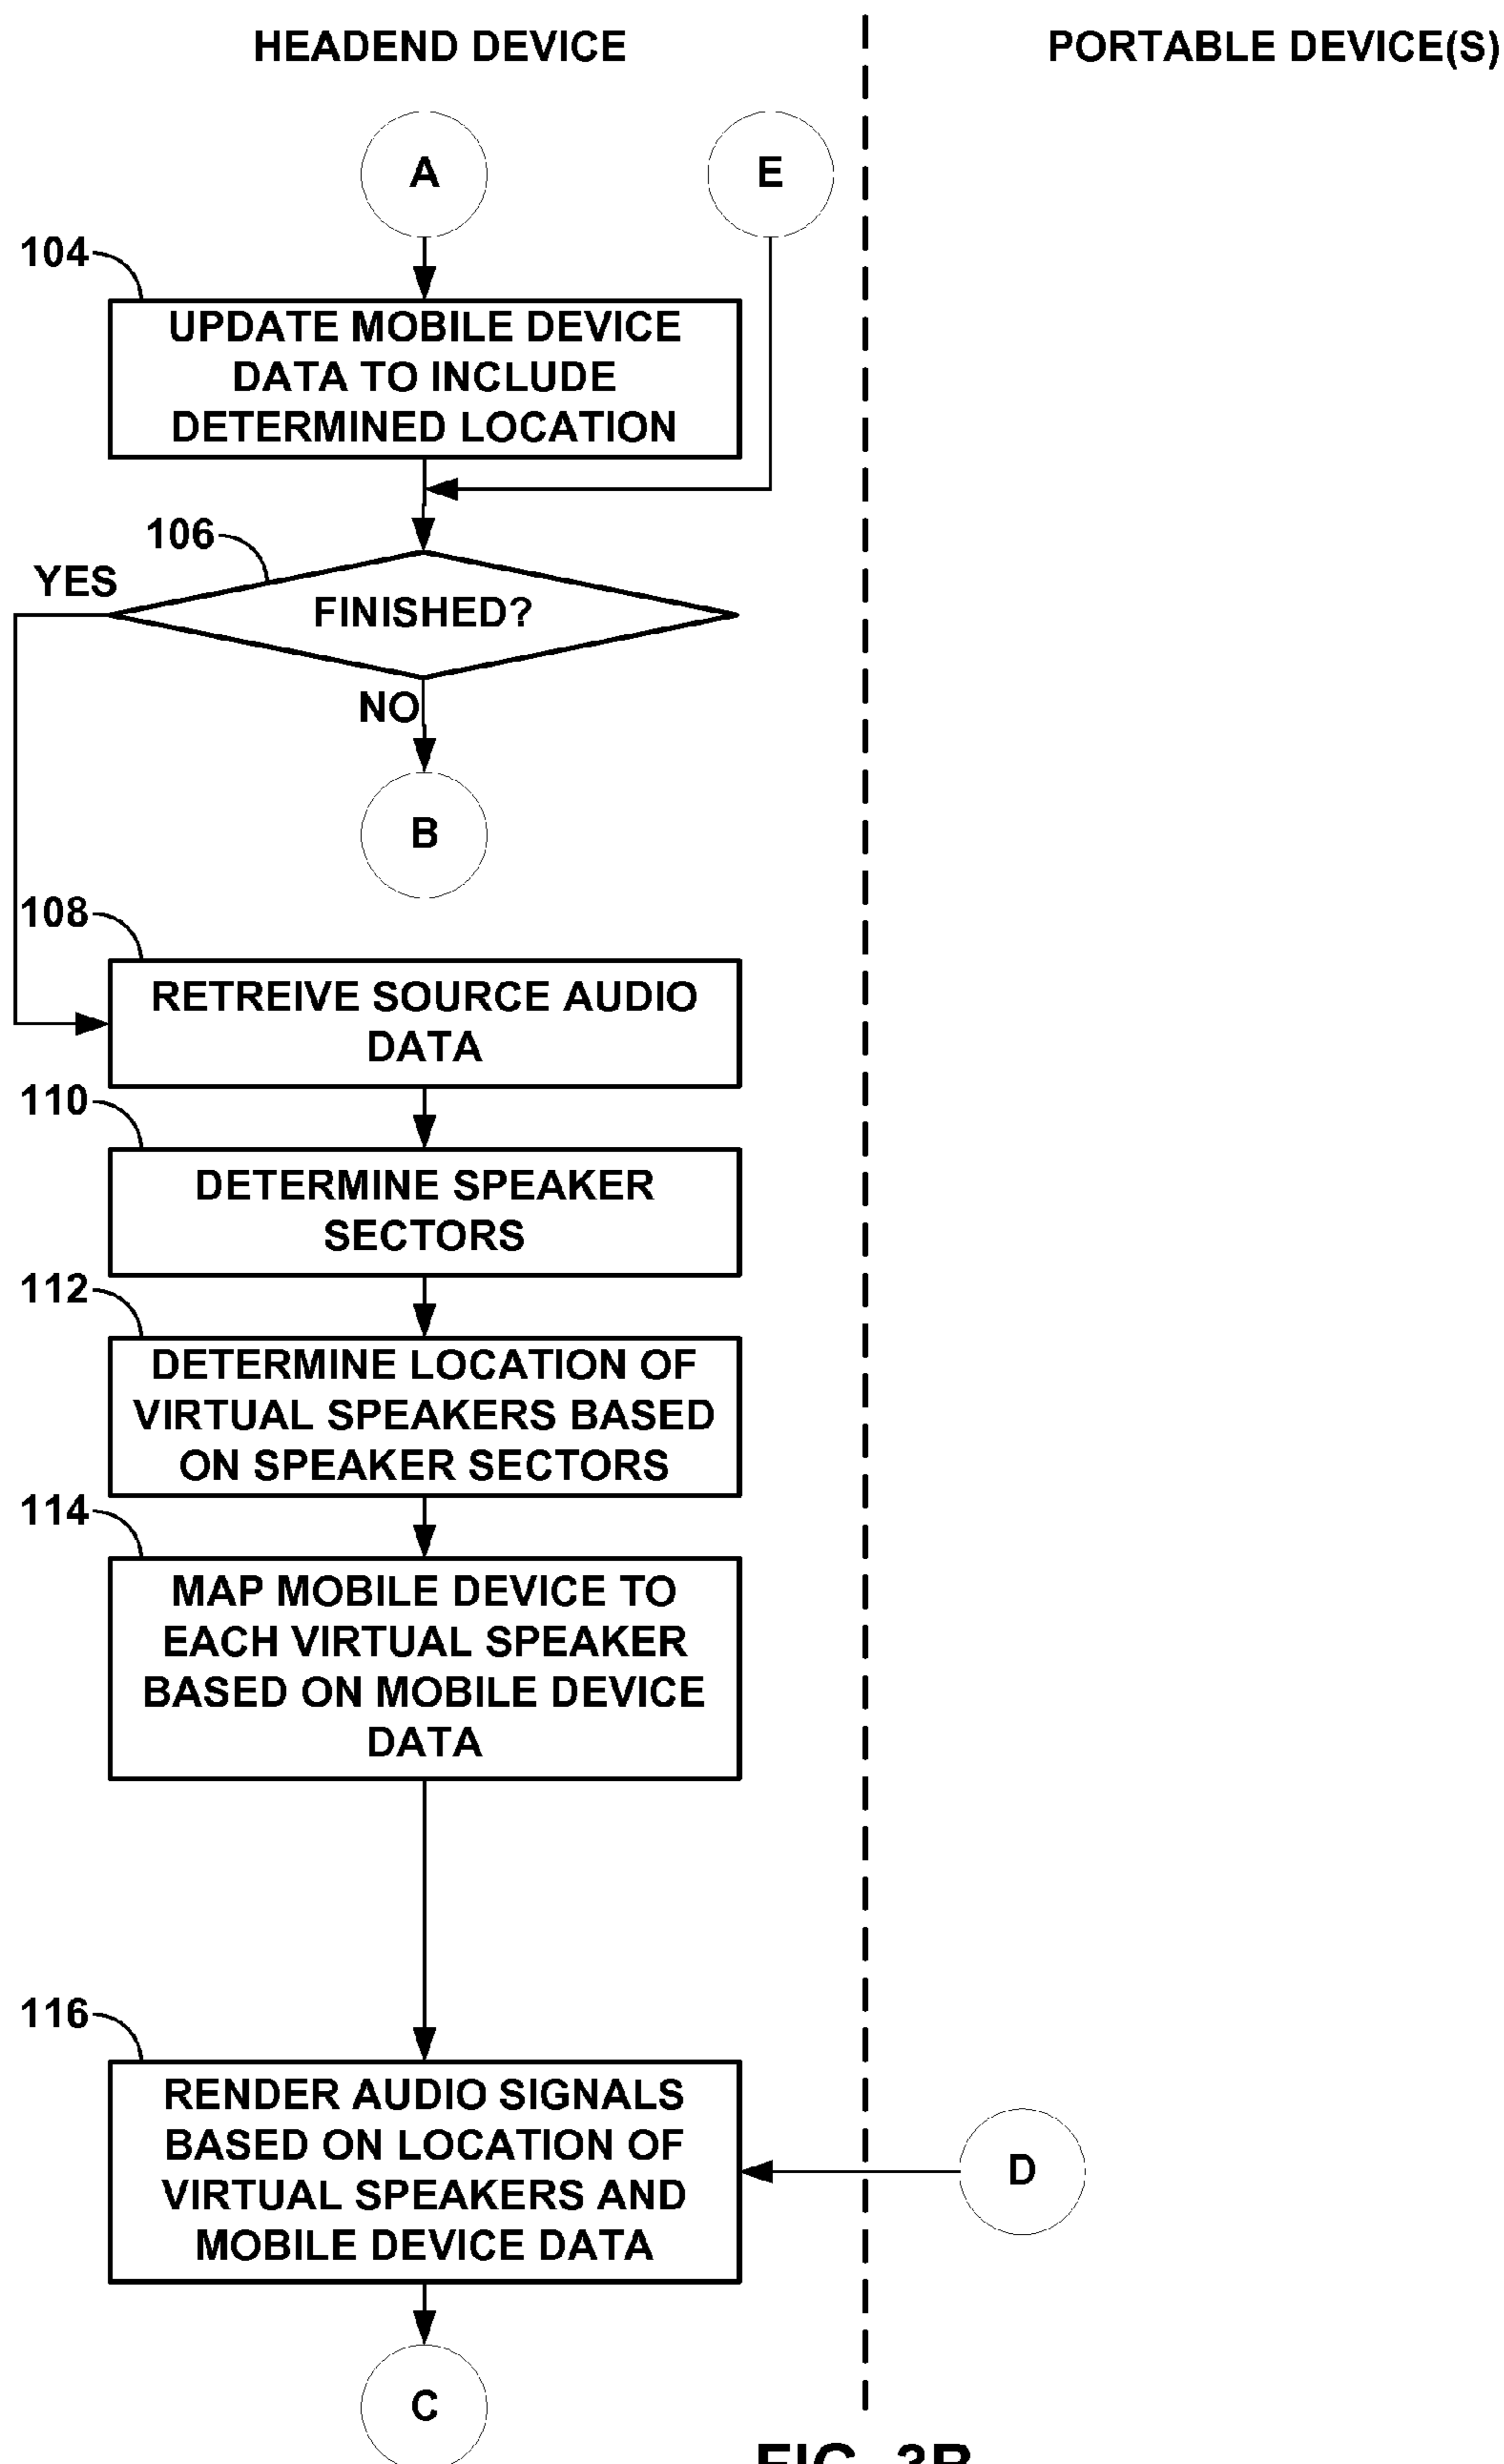 HEADEND DEVICE
PORTABLE DEVICE(S)
A
E
104
UPDATE MOBILE DEVICE
DATA TO INCLUDE
DETERMINED LOCATION
106
YES
FINISHED?
NO
B
108
RETREIVE SOURCE AUDIO
DATA
110
DETERMINE SPEAKER
SECTORS
112
DETERMINE LOCATION OF
VIRTUAL SPEAKERS BASED
ON SPEAKER SECTORS
114
MAP MOBILE DEVICE TO
EACH VIRTUAL SPEAKER
BASED ON MOBILE DEVICE
DATA
116
RENDER AUDIO SIGNALS
BASED ON LOCATION OF
VIRTUAL SPEAKERS AND
MOBILE DEVICE DATA
D
C
FIG. 3B